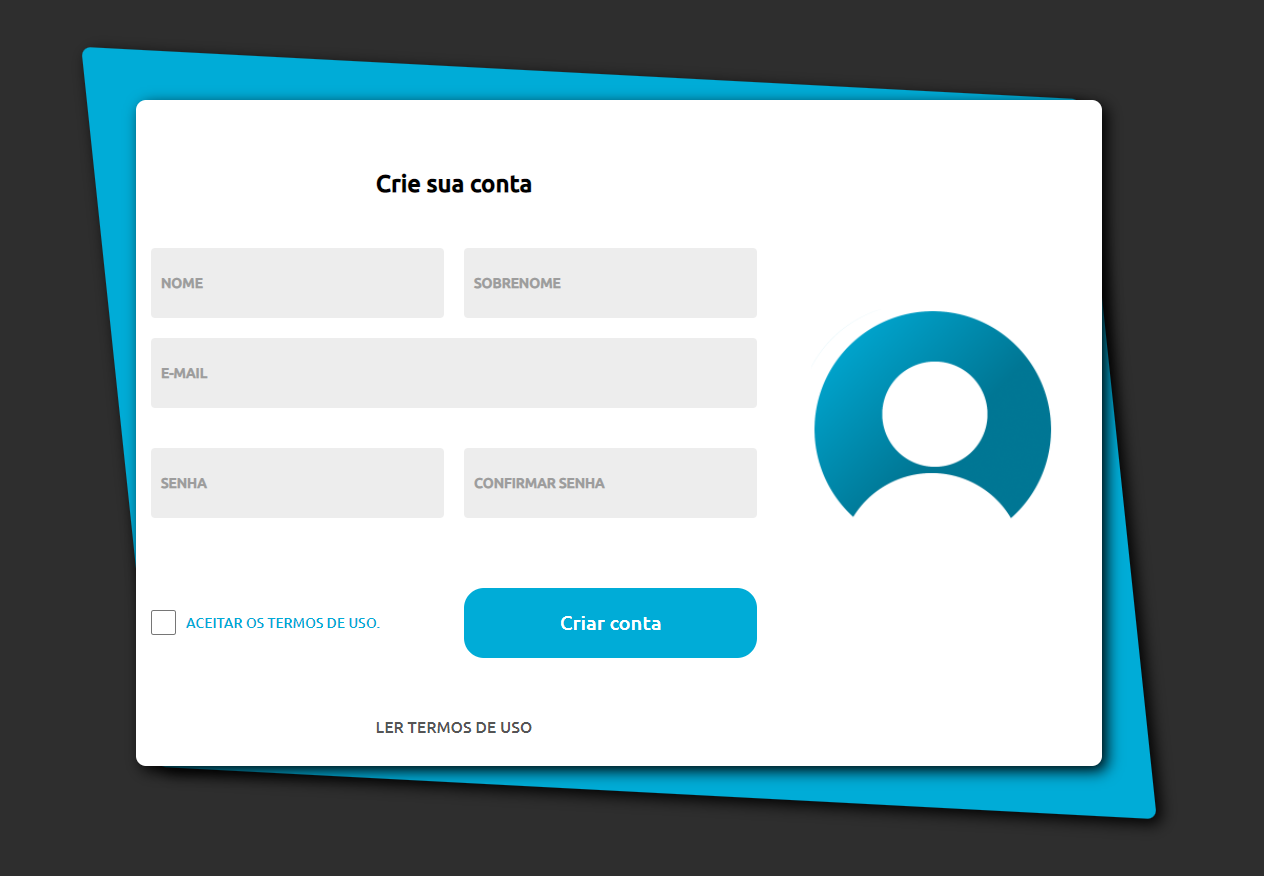 Crie sua conta
NOME
SOBRENOME
E-MAIL
SENHA
CONFIRMAR SENHA
ACEITAR OS TERMOS DE USO.
Criar conta
LER TERMOS DE USO